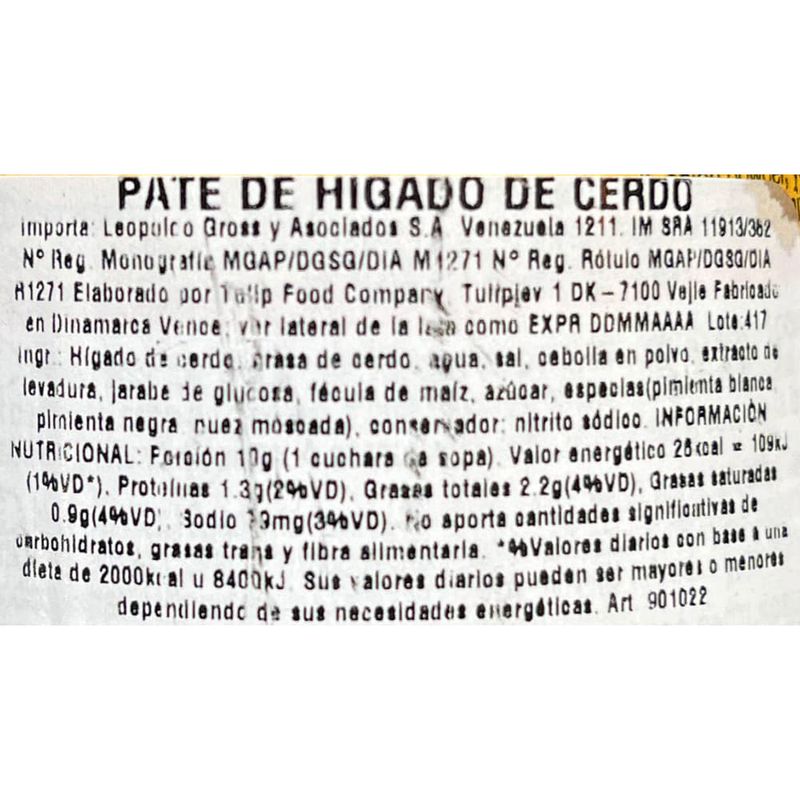 PATE DE HIGADO DE CERDO
Importa: Leopoldo Gross y Asociados S.A. Venezuela 1211. IM SRA 11913/362
Nº Reg. Monografía MGAP/DGSG/DIA M1271 Nº Reg. Rótulo MGAP/DGSG/DIA
R1271 Elaborado por Tulip Food Company. Tulipvej 1 DK-7100 Vejle Fabricado
en Dinamarca Vence: ver lateral de la lata como EXPR DDMMAAAA Lote:417
Ingr.: Hígado de cerdo, grasa de cerdo, agua, sal, cebolla en polvo, extracto de
levadura, jarabe de glucosa, fécula de maíz, azúcar, especias(pimienta blanca,
pimienta negra, nuez moscada), conservador: nitrito sódico. INFORMACIÓN
NUTRICIONAL: Porción 10g (1 cuchara de sopa). Valor energético 26kcal = 109kJ
(1%VD*). Proteínas 1.3g(2%VD), Grasas totales 2.2g(4%VD), Grasas saturadas
0.9g(4%VD), Sodio (3%VD). No aporta cantidades significativas de
carbohidratos, grasas trans y fibra alimentaria. *%Valores diarios con base a una
dieta de 2000kcal u 8400kJ. Sus valores diarios pueden ser mayores o menores
dependiendo de sus necesidades energéticas. Art 901022